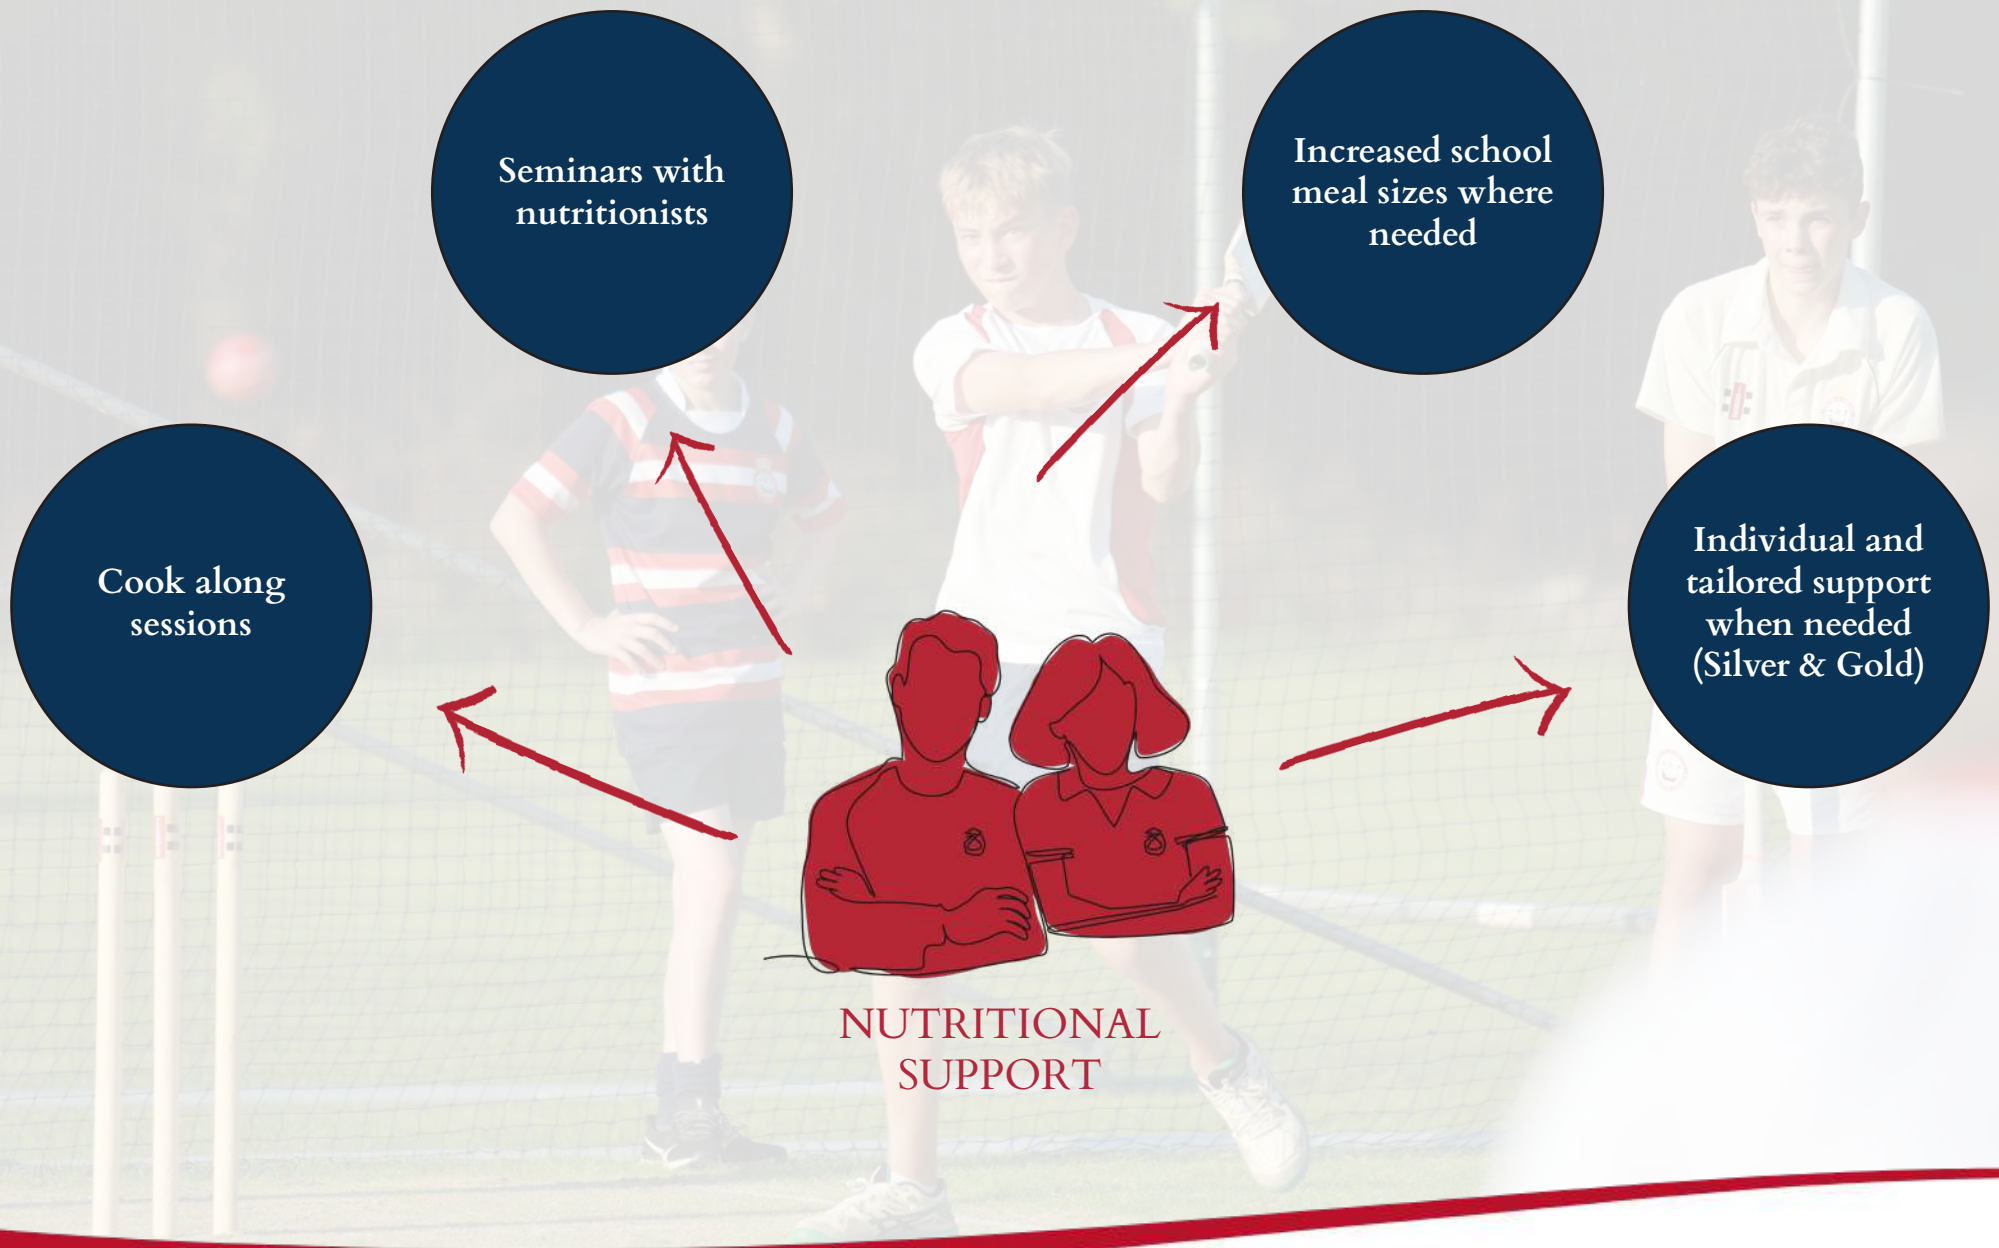 Seminars with
nutritionists
Increased school
meal sizes where
needed
Cook along
sessions
Individual and
tailored support
when needed
(Silver & Gold)
NUTRITIONAL
SUPPORT